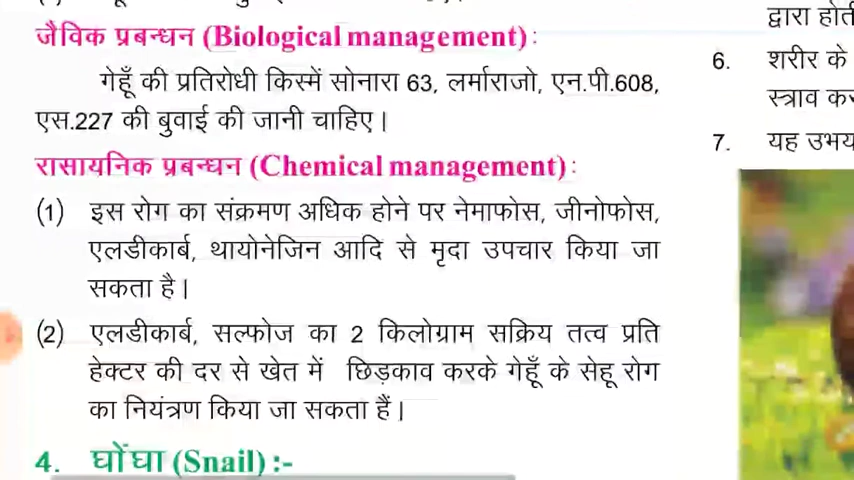 जैविक प्रबन्धन (Biological management) :
गेहूँ की प्रतिरोधी किस्में सोनारा 63, लर्माराजो, एन.पी.608,
एस.227 की बुवाई की जानी चाहिए।
रासायनिक प्रबन्धन (Chemical management) :
(1) इस रोग का संक्रमण अधिक होने पर नेमाफोस, जीनोफोस,
एलडीकार्ब, थायोनेजिन आदि से मृदा उपचार किया जा
सकता है।
(2) एलडीकार्ब, सल्फोज का 2 किलोग्राम सक्रिय तत्व प्रति
हेक्टर की दर से खेत में छिड़काव करके गेहूँ के सेहू रोग
का नियंत्रण किया जा सकता हैं।
4. घोंघा (Snail) :-
द्वारा
6. शरीर के
स्त्राव
7. यह